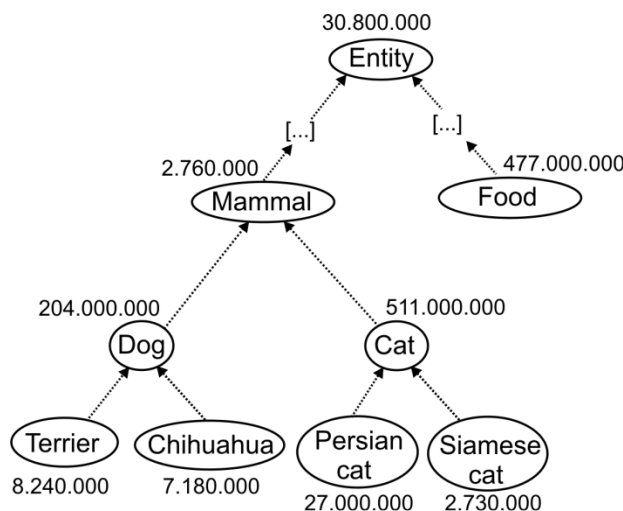 30.800.000
Entity
[...]
[...]
2.760.000
477.000.000
Mammal
Food
204.000.000
511.000.000
Dog
Cat
Terrier
Chihuahua
Persian
cat
Siamese
cat
8.240.000
7.180.000
27.000.000
2.730.000